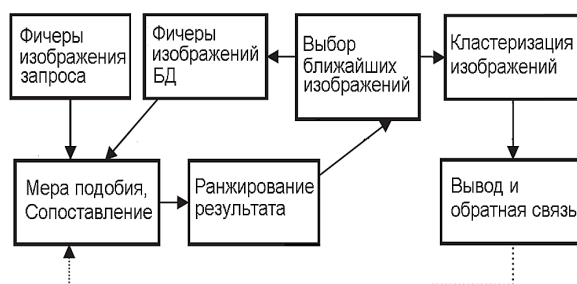 Фичеры
изображения
запроса
Фичеры
изображений
БД
Выбор
ближайших
изображений
Кластеризация
изображений
Мера подобия,
Сопоставление
Ранжирование
результата
Вывод и
обратная связь